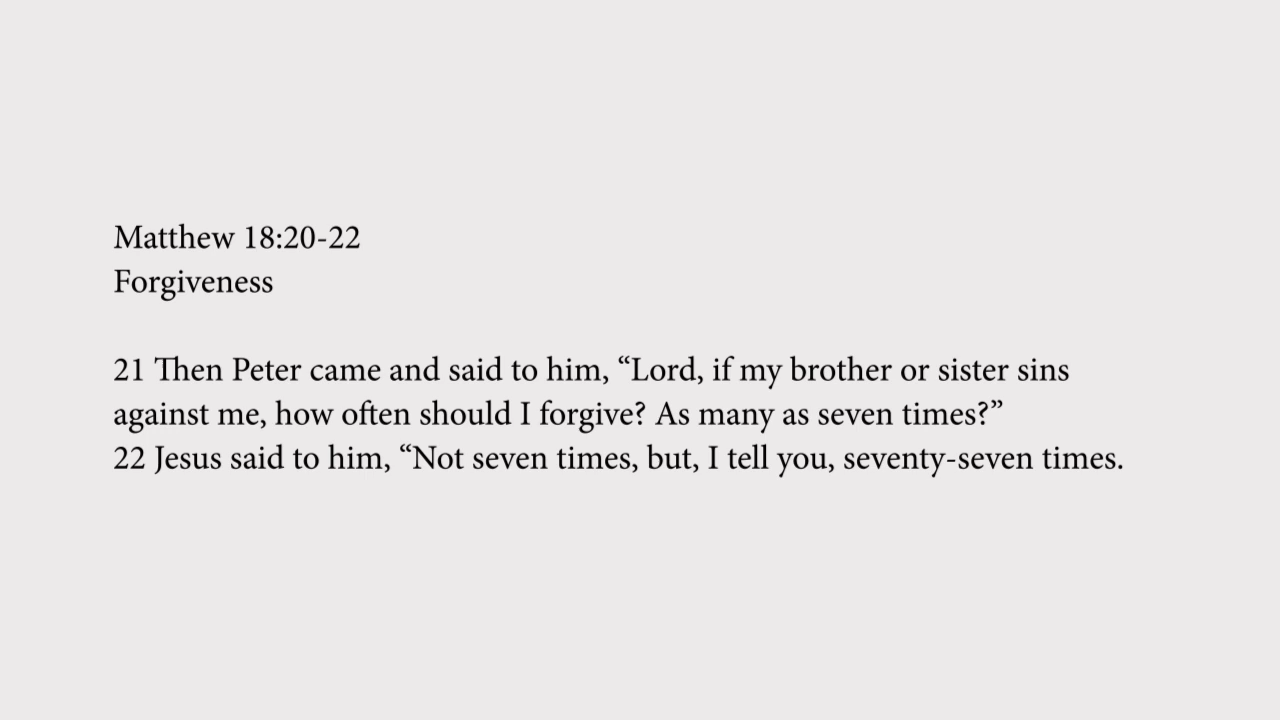 Matthew 18:20-22
Forgiveness
21 Then Peter came and said to him, “Lord, if my brother or sister sins
against me, how often should I forgive? As many as seven times?”
22 Jesus said to him, “Not seven times, but, I tell you, seventy-seven times.